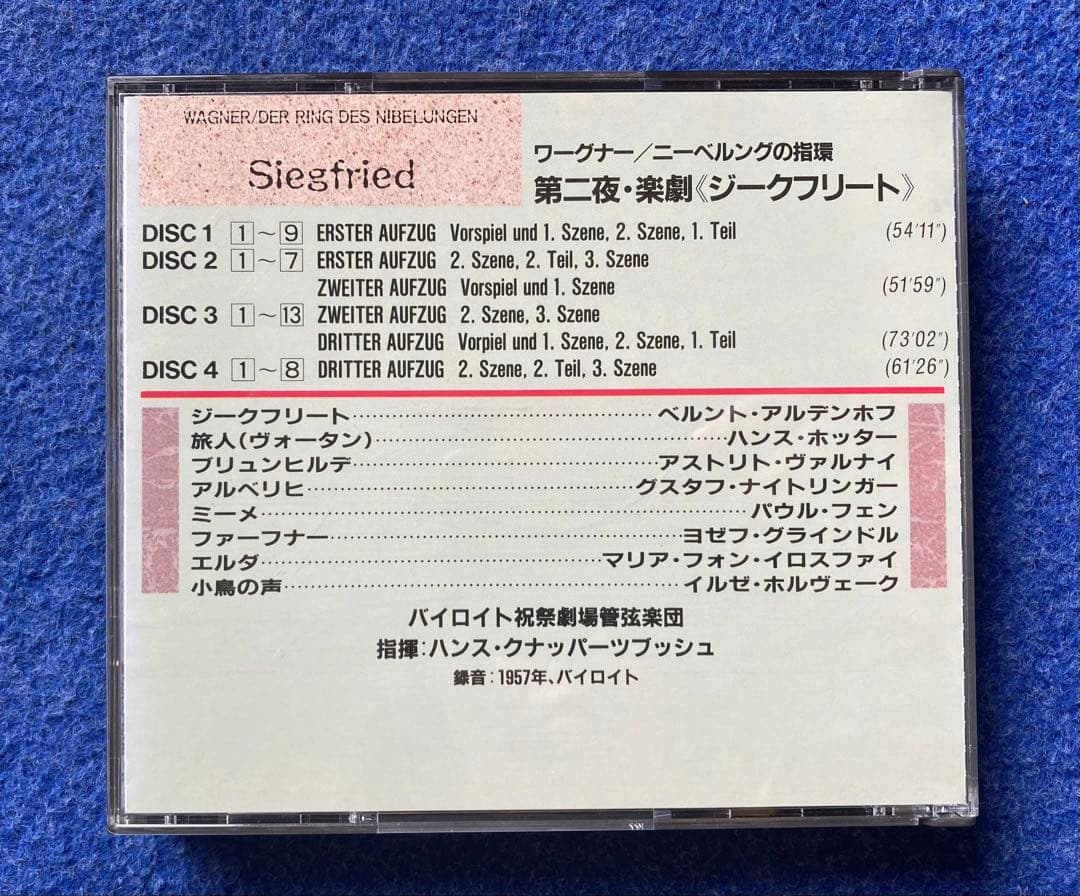 WAGNER/DER RING DES NIBELUNGEN
Siegfried
ワーグナー/ニーベルングの指環
第二夜・楽劇《ジークフリート》
DISC 1 1～9 ERSTER AUFZUG Vorspiel und 1. Szene, 2. Szene, 1. Teil (54'11")
DISC 2 1～7 ERSTER AUFZUG 2. Szene, 2. Teil, 3. Szene
ZWEITER AUFZUG Vorspiel und 1. Szene (51'59")
DISC 3 1～13 ZWEITER AUFZUG 2. Szene, 3. Szene
DRITTER AUFZUG Vorpiel und 1. Szene, 2. Szene, 1. Teil (73'02")
DISC 4 1～8 DRITTER AUFZUG 2. Szene, 2. Teil, 3. Szene (61'26")
ジークフリート……ベルント・アルデンホフ
旅人(ヴォータン)……ハンス・ホッター
ブリュンヒルデ……アストリト・ヴァルナイ
アルベリヒ……グスタフ・ナイトリンガー
ミーメ……パウル・フェン
ファーフナー……ヨゼフ・グラインドル
エルダ……マリア・フォン・イロスファイ
小鳥の声……イルゼ・ホルヴェーク
バイロイト祝祭劇場管弦楽団
指揮:ハンス・クナッパーツブッシュ
録音:1957年、バイロイト